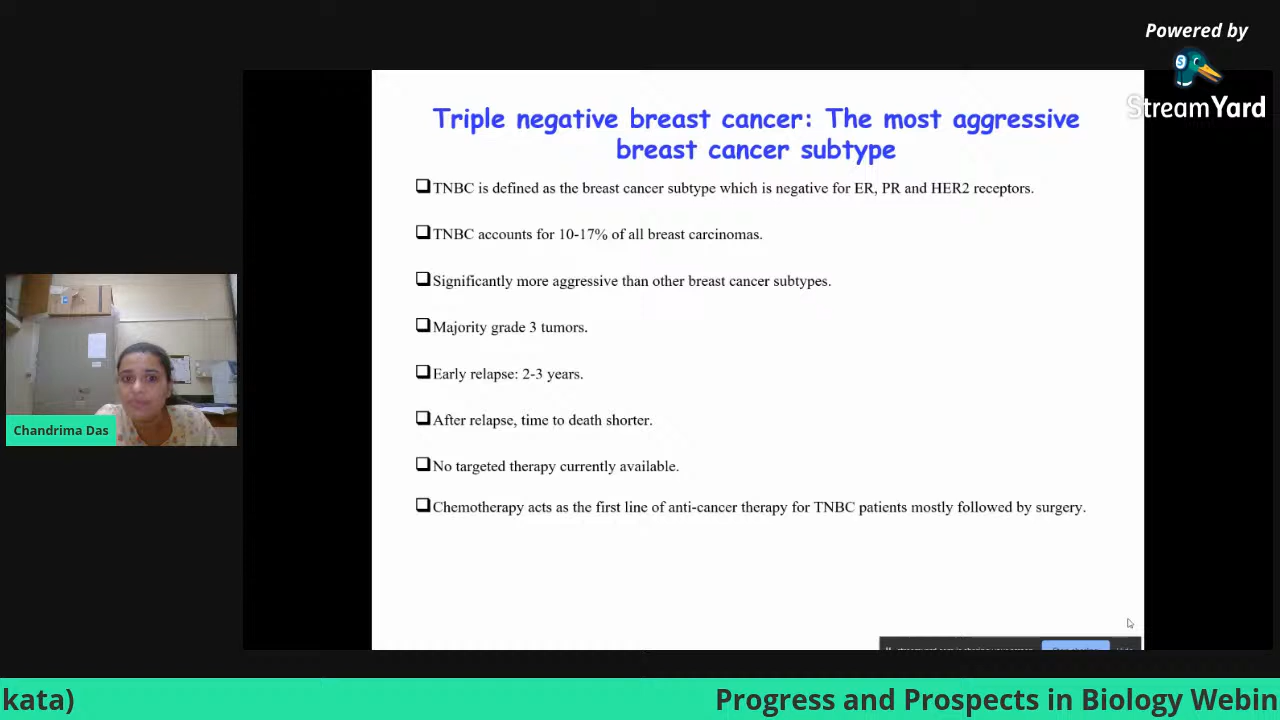 Powered by
StreamYard
Triple negative breast cancer: The most aggressive
breast cancer subtype
TNBC is defined as the breast cancer subtype which is negative for ER, PR and HER2 receptors.
TNBC accounts for 10-17% of all breast carcinomas.
Significantly more aggressive than other breast cancer subtypes.
Majority grade 3 tumors.
Early relapse: 2-3 years.
After relapse, time to death shorter.
No targeted therapy currently available.
Chemotherapy acts as the first line of anti-cancer therapy for TNBC patients mostly followed by surgery.
Chandrima Das
kata) Progress and Prospects in Biology Webin